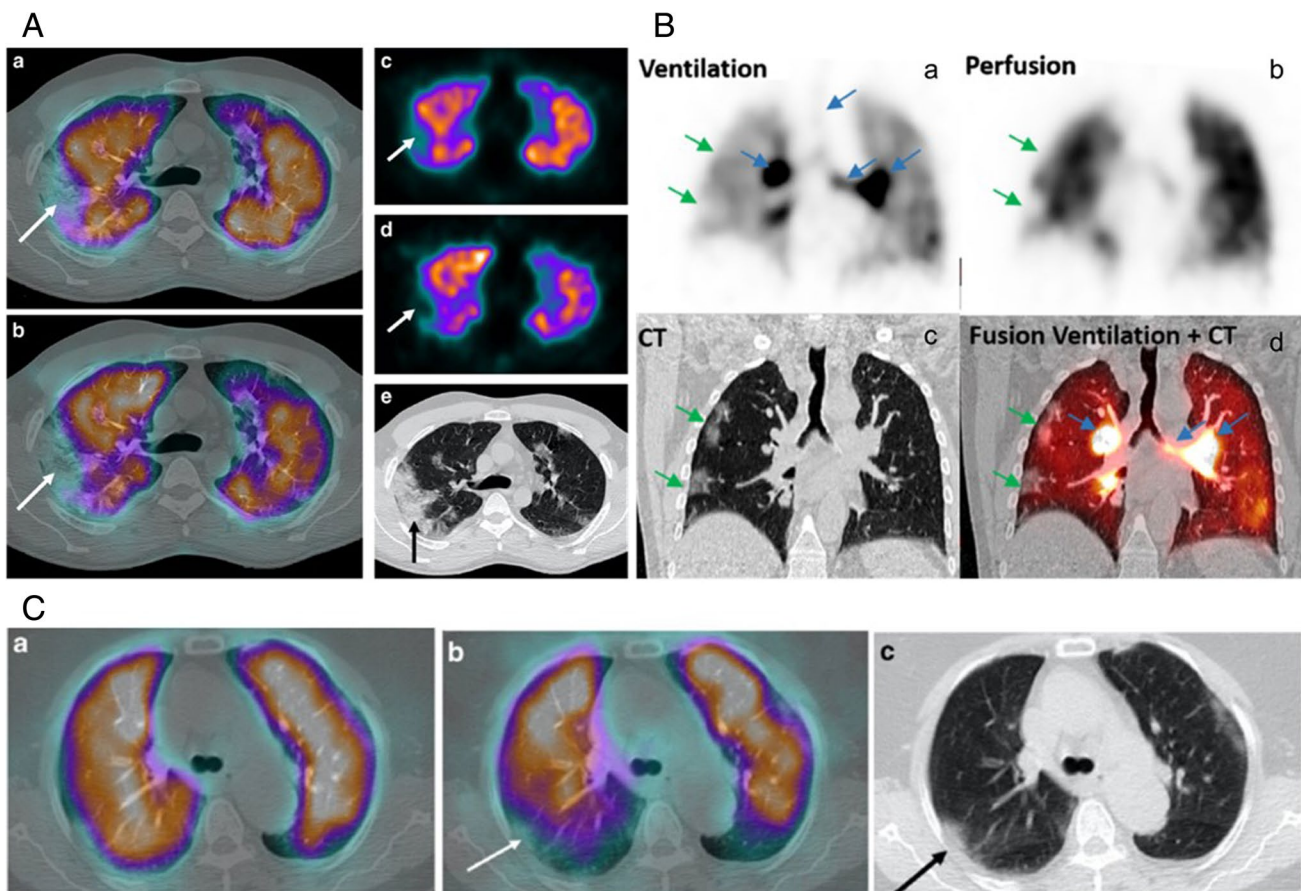 A
B
a
c
Ventilation
a
Perfusion
b
d
b
e
CT
c
Fusion Ventilation + CT
d
C
a
b
c